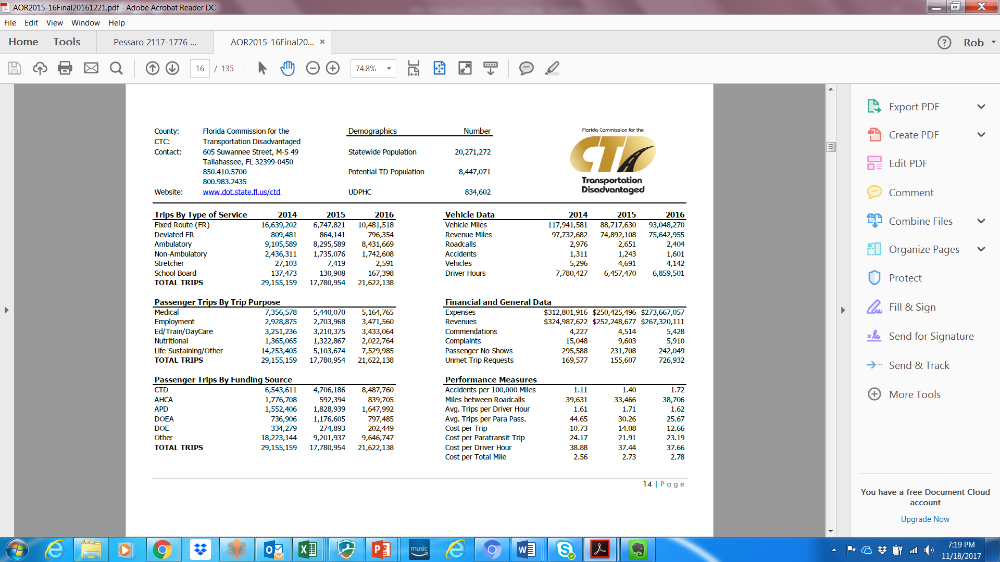 AOR2015-16Final20161221.pdf - Adobe Acrobat Reader DC
File Edit View Window Help
Home Tools Pessaro 2117-1776 ... AOR2015-16Final20... × ? Rob
16 / 135 74.8%
County: Florida Commission for the
CTC: Transportation Disadvantaged
Contact: 605 Suwannee Street, M-S 49
Tallahassee, FL 32399-0450
850.410.5700
800.983.2435
Website: www.dot.state.fl.us/ctd
Demographics Number
Statewide Population 20,271,272
Potential TD Population 8,447,071
UDPHC 834,602
Florida Commission for the
CTD
Transportation
Disadvantaged
Trips By Type of Service 2014 2015 2016
Fixed Route (FR) 16,639,202 6,747,821 10,481,518
Deviated FR 809,481 864,141 796,354
Ambulatory 9,105,589 8,295,589 8,431,669
Non-Ambulatory 2,436,311 1,735,076 1,742,608
Stretcher 27,103 7,419 2,591
School Board 137,473 130,908 167,398
TOTAL TRIPS 29,155,159 17,780,954 21,622,138
Vehicle Data 2014 2015 2016
Vehicle Miles 117,941,581 88,717,630 93,048,270
Revenue Miles 97,732,682 74,892,108 75,642,955
Roadcalls 2,976 2,651 2,404
Accidents 1,311 1,243 1,601
Vehicles 5,296 4,691 4,142
Driver Hours 7,780,427 6,457,470 6,859,501
Passenger Trips By Trip Purpose
Medical 7,356,578 5,440,070 5,164,765
Employment 2,928,875 2,703,968 3,471,560
Ed/Train/DayCare 3,251,236 3,210,375 3,433,064
Nutritional 1,365,065 1,322,867 2,022,764
Life-Sustaining/Other 14,253,405 5,103,674 7,529,985
TOTAL TRIPS 29,155,159 17,780,954 21,622,138
Financial and General Data
Expenses $312,801,916 $250,425,496 $273,667,057
Revenues $324,987,622 $252,248,677 $267,320,111
Commendations 4,227 4,514 5,428
Complaints 15,048 9,603 5,910
Passenger No-Shows 295,588 231,708 242,049
Unmet Trip Requests 169,577 155,607 726,932
Passenger Trips By Funding Source
CTD 6,543,611 4,706,186 8,487,760
AHCA 1,776,708 592,394 839,705
APD 1,552,406 1,828,939 1,647,992
DOEA 736,906 1,176,605 797,485
DOE 334,279 274,893 202,449
Other 18,223,144 9,201,937 9,646,747
TOTAL TRIPS 29,155,159 17,780,954 21,622,138
Performance Measures
Accidents per 100,000 Miles 1.11 1.40 1.72
Miles between Roadcalls 39,631 33,466 38,706
Avg. Trips per Driver Hour 1.61 1.71 1.62
Avg. Trips per Para Pass. 44.65 30.26 25.67
Cost per Trip 10.73 14.08 12.66
Cost per Paratransit Trip 24.17 21.91 23.19
Cost per Driver Hour 38.88 37.44 37.66
Cost per Total Mile 2.56 2.73 2.78
14 | Page
Export PDF
Create PDF
Edit PDF
Comment
Combine Files
Organize Pages
Protect
Fill & Sign
Send for Signature
Send & Track
More Tools
You have a free Document Cloud
account
Upgrade Now
music
7:19 PM
11/18/2017